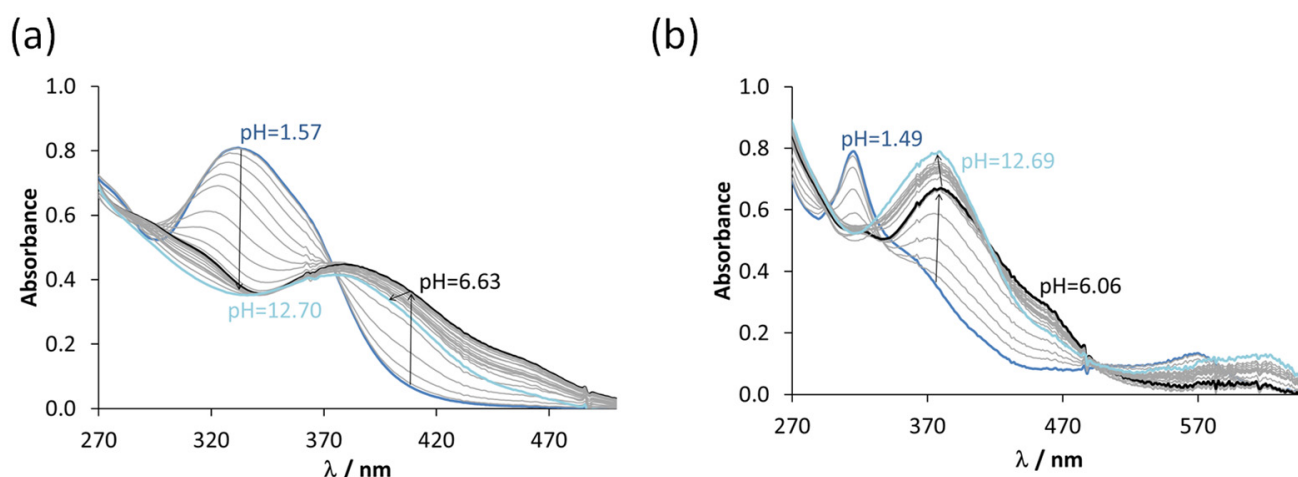 (a)
1.0
0.8
0.6
0.4
0.2
0.0
Absorbance
pH=1.57
pH=6.63
pH=12.70
270
320
370
420
470
λ / nm
(b)
1.0
0.8
0.6
0.4
0.2
0.0
Absorbance
pH=1.49
pH=12.69
pH=6.06
270
370
470
570
λ / nm